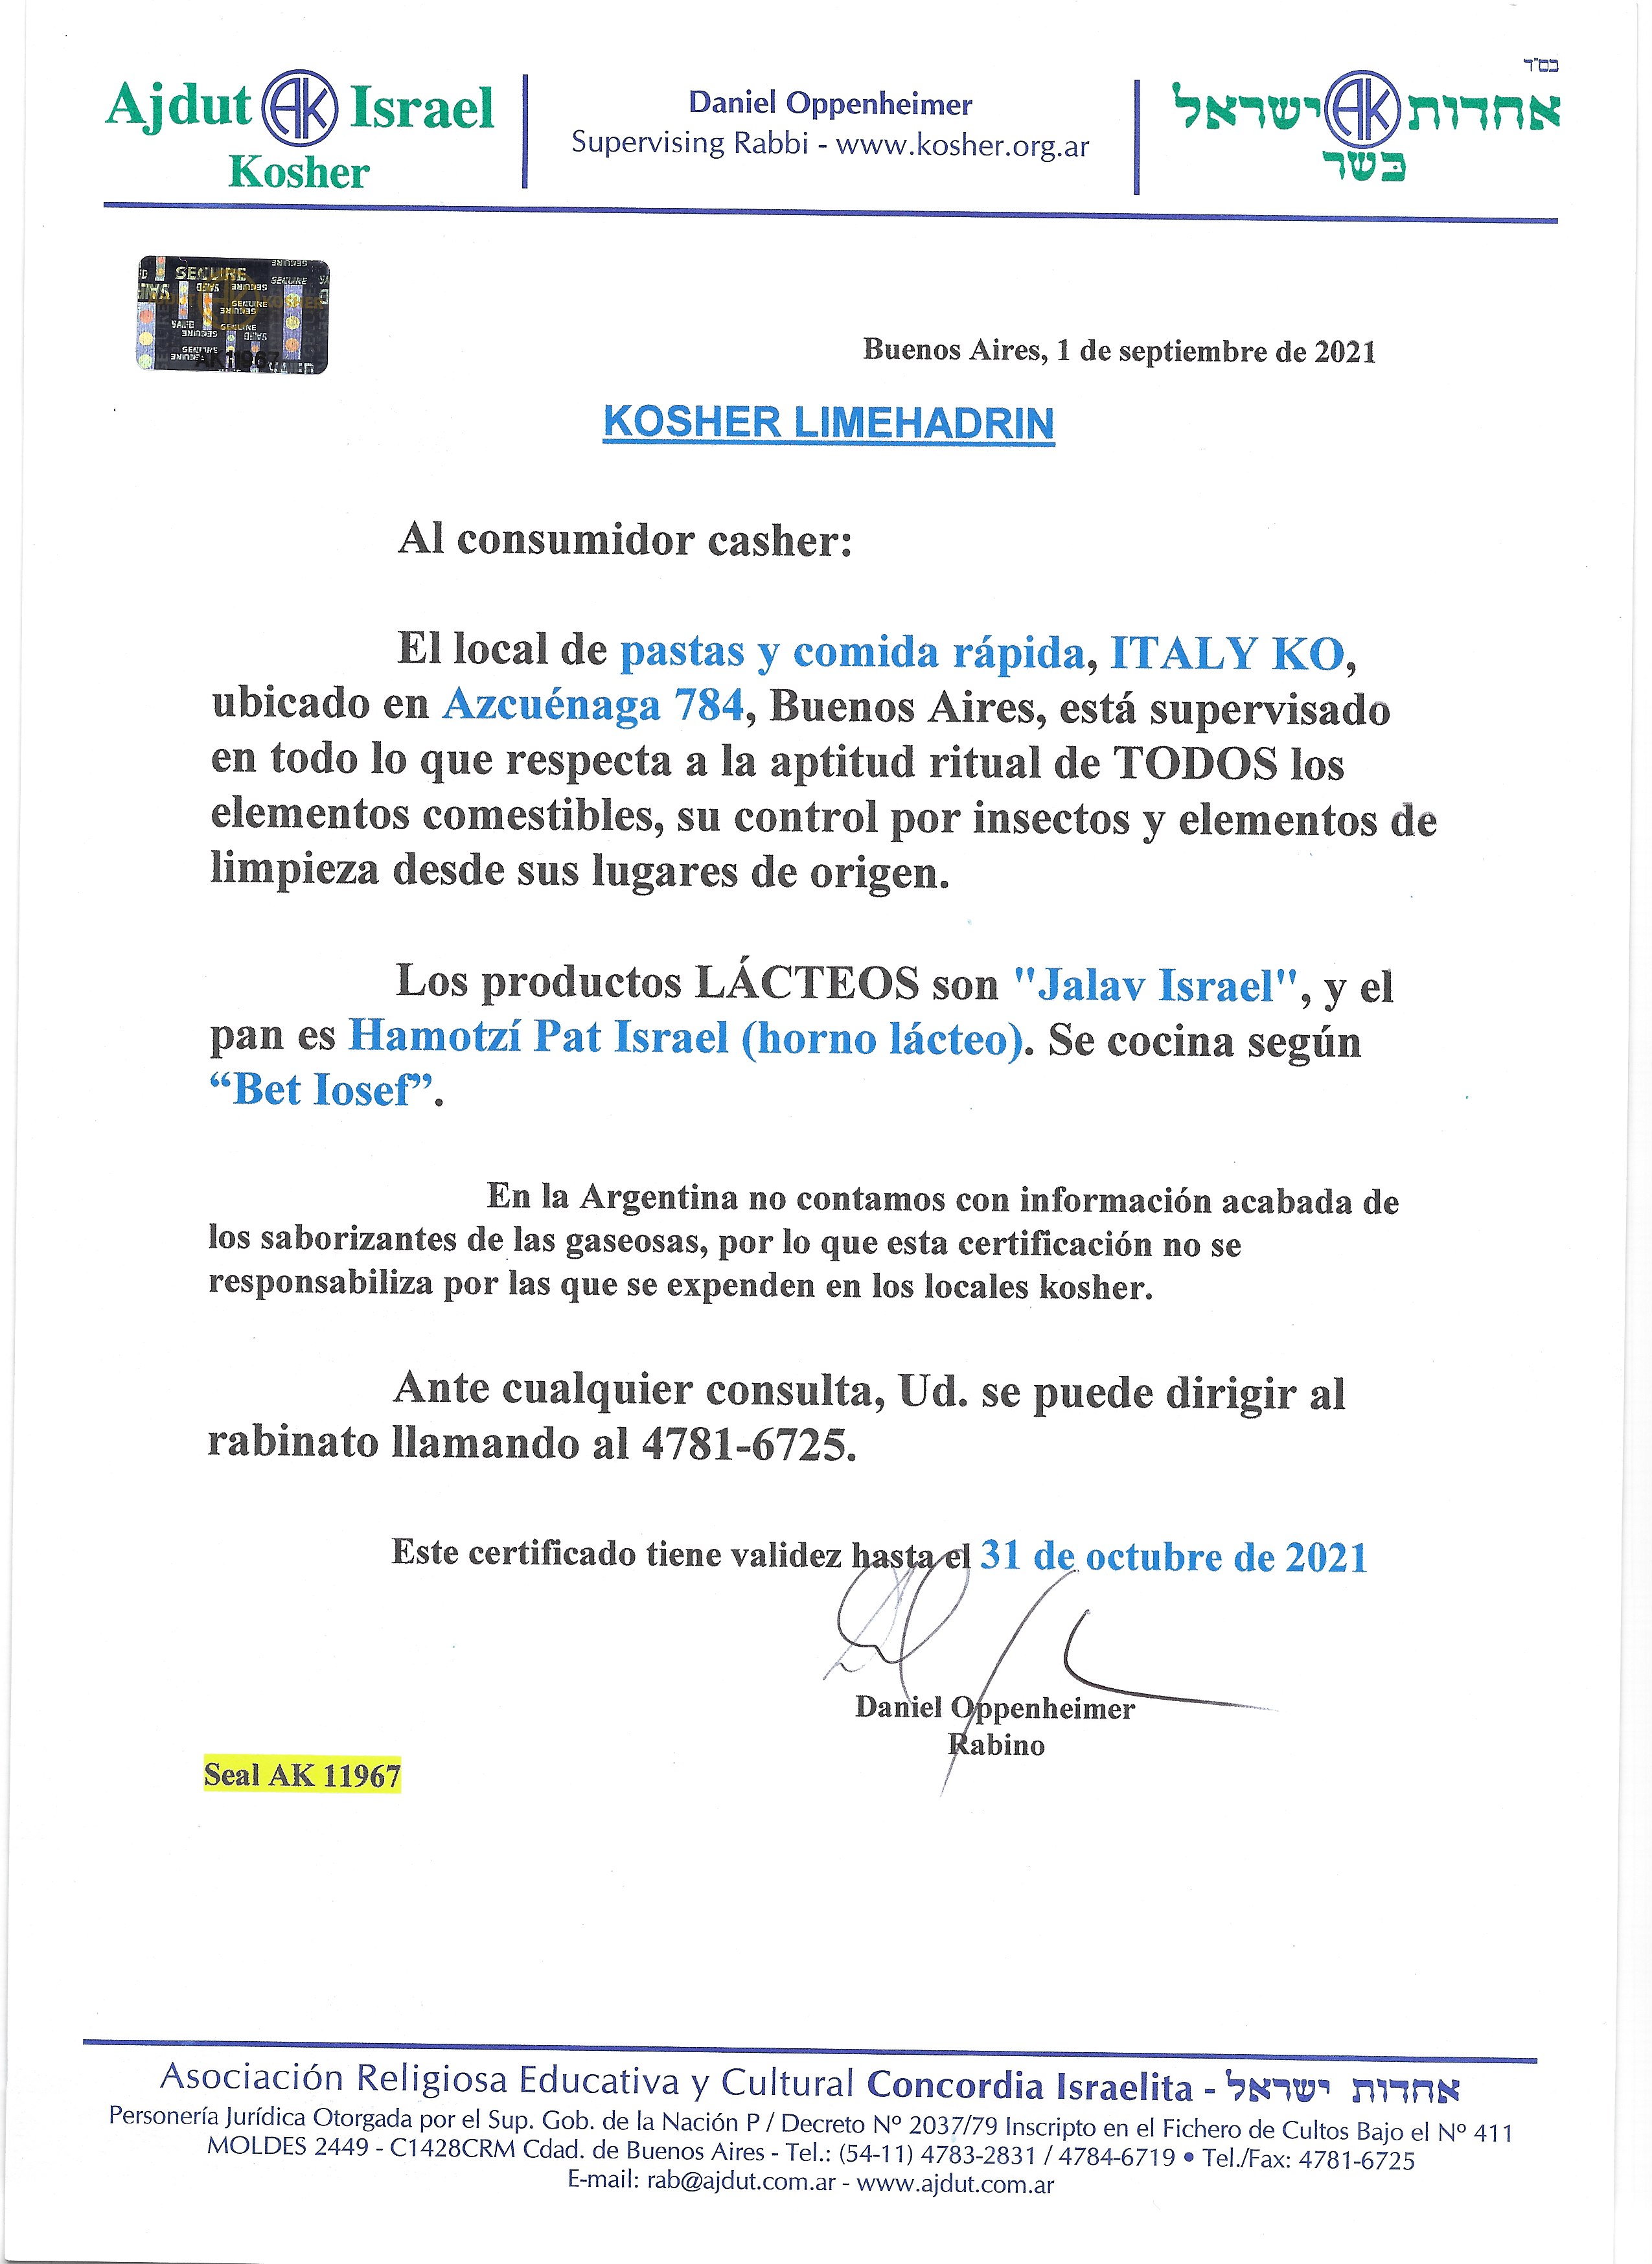 בס"ד
Ajdut AK Israel
Kosher
Daniel Oppenheimer
Supervising Rabbi - www.kosher.org.ar
אחדות AK ישראל
כשר
SECURE
AK11967
Buenos Aires, 1 de septiembre de 2021
KOSHER LIMEHADRIN
Al consumidor casher:
El local de pastas y comida rápida, ITALY KO,
ubicado en Azcuénaga 784, Buenos Aires, está supervisado
en todo lo que respecta a la aptitud ritual de TODOS los
elementos comestibles, su control por insectos y elementos de
limpieza desde sus lugares de origen.
Los productos LÁCTEOS son "Jalav Israel", y el
pan es Hamotzí Pat Israel (horno lácteo). Se cocina según
“Bet Iosef”.
En la Argentina no contamos con información acabada de
los saborizantes de las gaseosas, por lo que esta certificación no se
responsabiliza por las que se expenden en los locales kosher.
Ante cualquier consulta, Ud. se puede dirigir al
rabinato llamando al 4781-6725.
Este certificado tiene validez hasta el 31 de octubre de 2021
Daniel Oppenheimer
Rabino
Seal AK 11967
Asociación Religiosa Educativa y Cultural Concordia Israelita - אחדות ישראל
Personería Jurídica Otorgada por el Sup. Gob. de la Nación P / Decreto Nº 2037/79 Inscripto en el Fichero de Cultos Bajo el Nº 411
MOLDES 2449 - C1428CRM Cdad. de Buenos Aires - Tel.: (54-11) 4783-2831 / 4784-6719 • Tel./Fax: 4781-6725
E-mail: rab@ajdut.com.ar - www.ajdut.com.ar